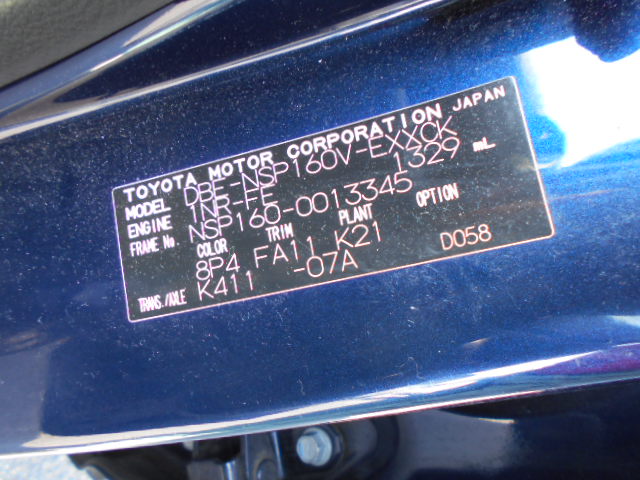 TOYOTA MOTOR CORPORATION JAPAN
MODEL DBE-NSP160V-EXXCK
ENGINE 1NR-FE 1329 mL
FRAME No. NSP160-0013345
COLOR TRIM PLANT OPTION
8P4 FA11 K21 D058
TRANS./AXLE K411 -07A